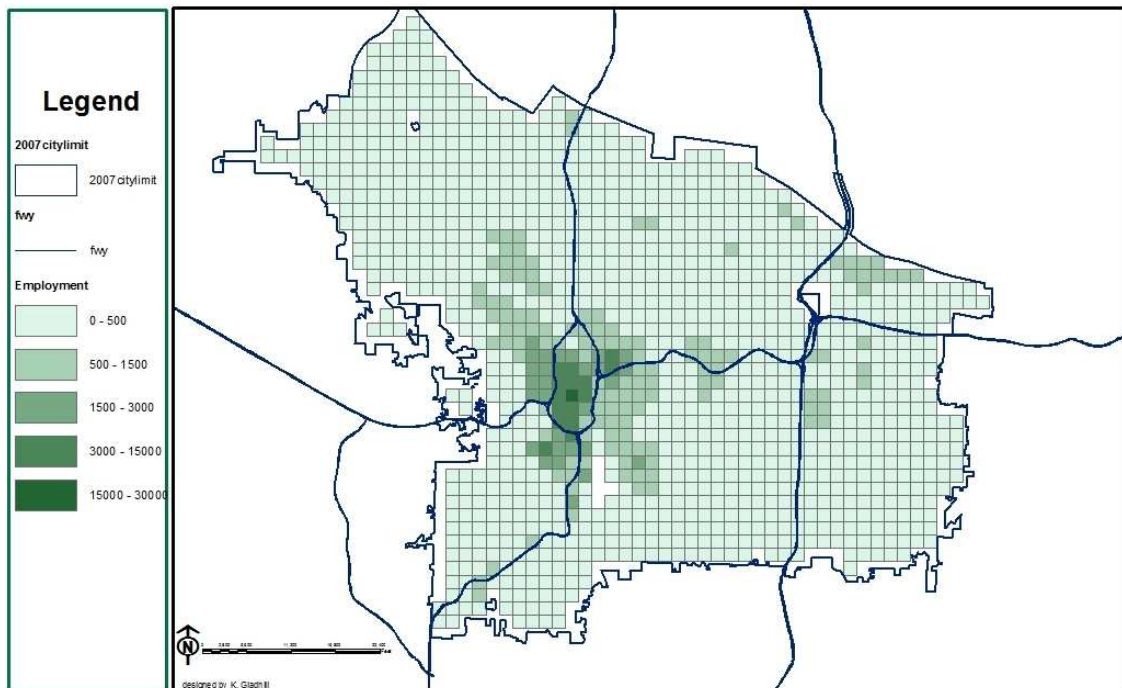 Legend
2007citylimit
2007citylimit
fwy
fwy
Employment
0 - 500
500 - 1500
1500 - 3000
3000 - 15000
15000 - 30000
N
0
designed by K. Gladhill